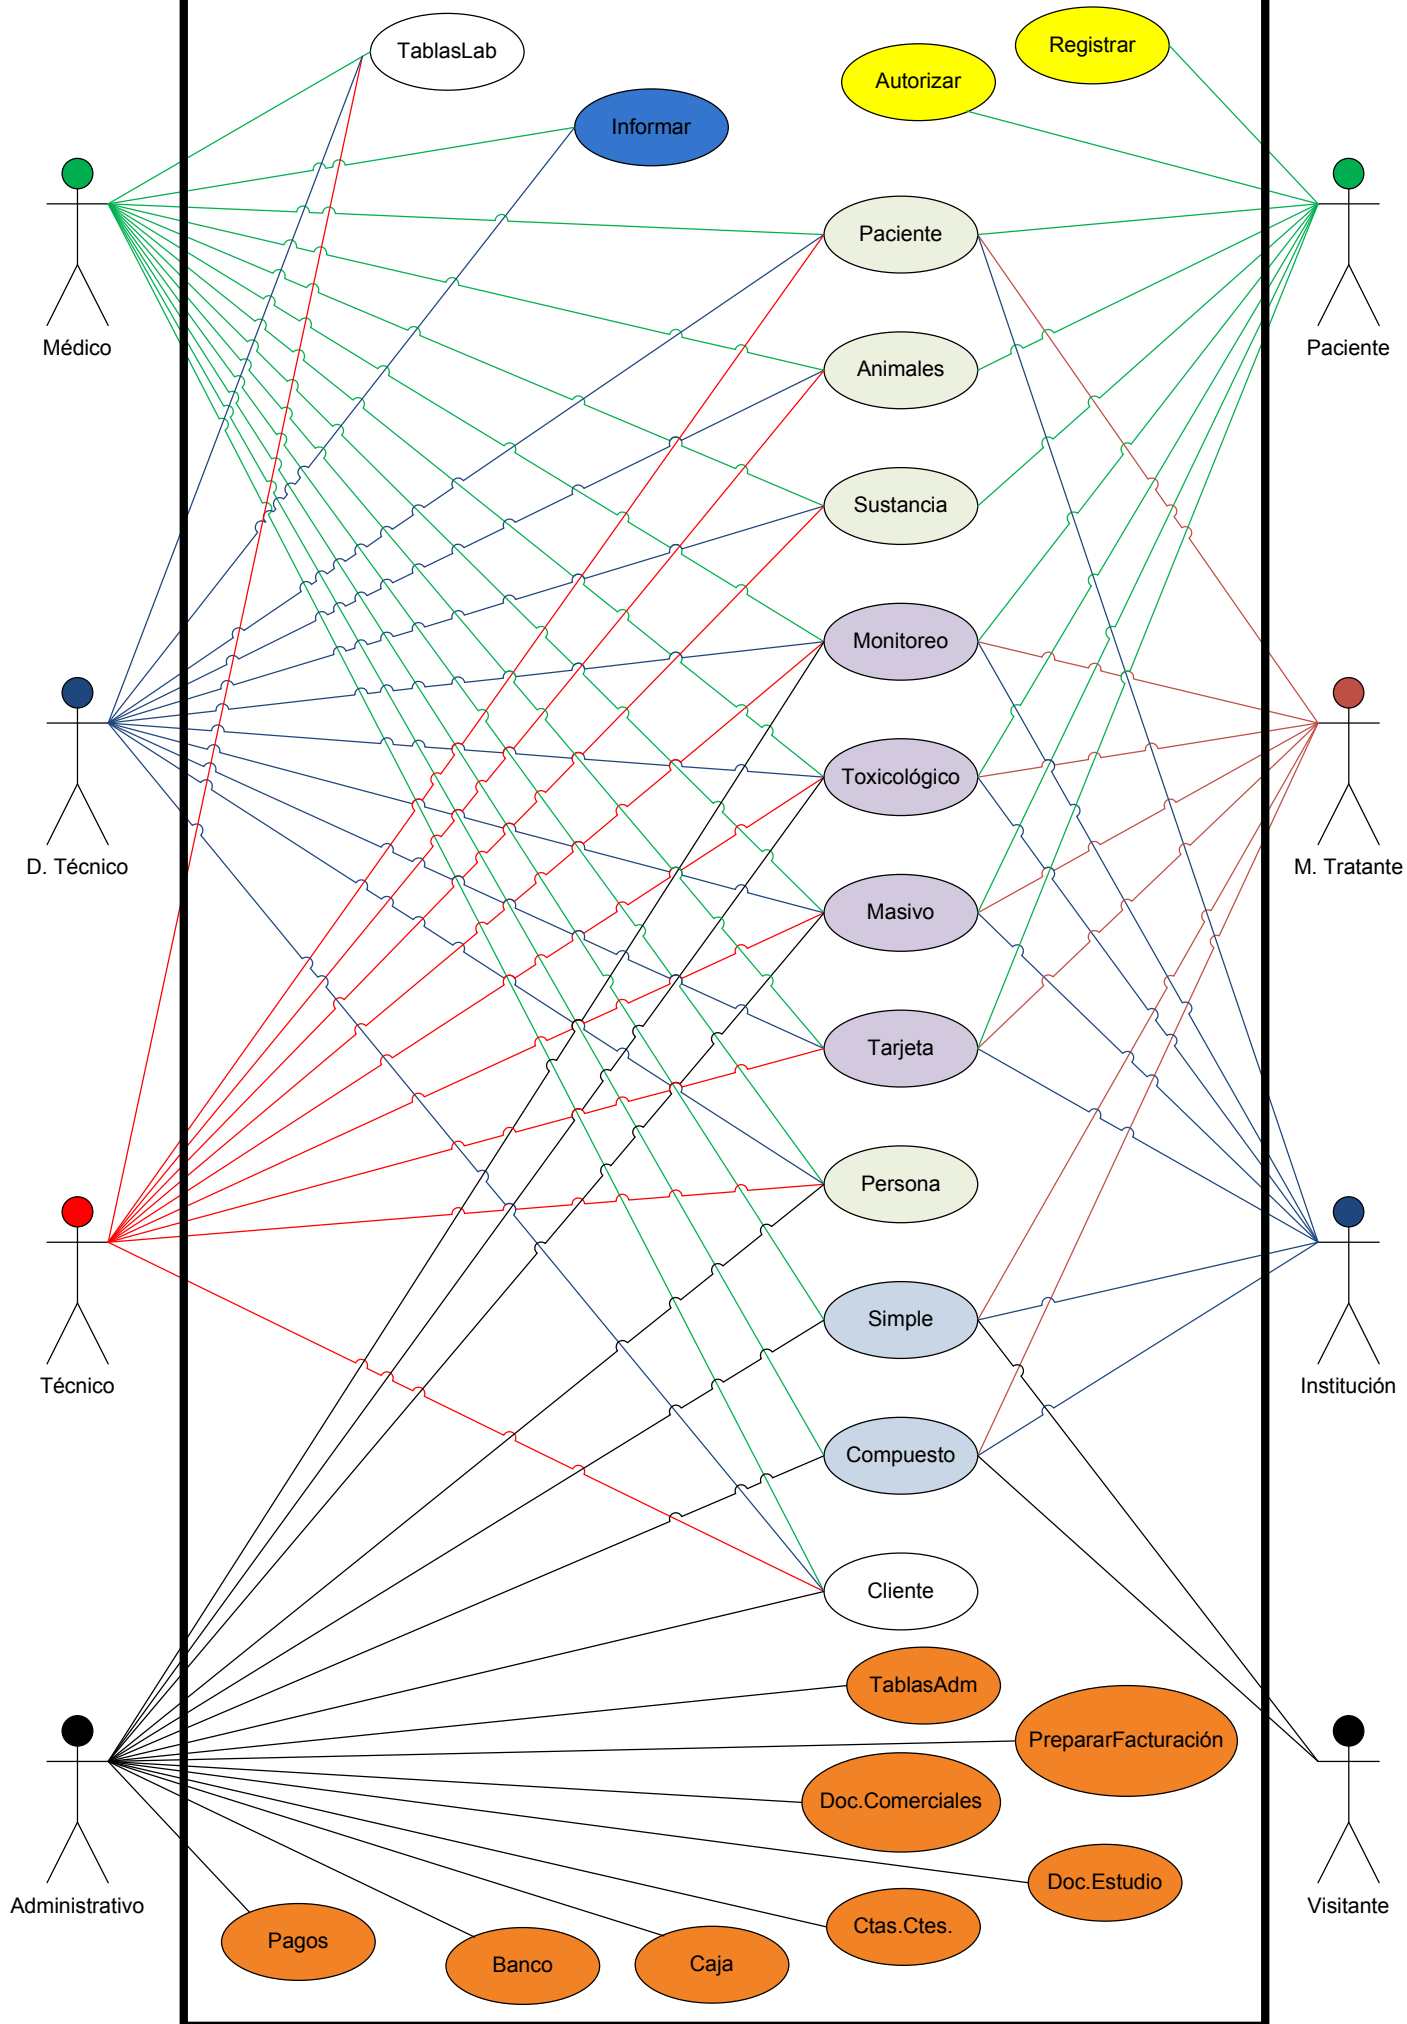 TablasLab
Registrar
Autorizar
Informar
Paciente
Médico
Paciente
Animales
Sustancia
Monitoreo
Toxicológico
D. Técnico
M. Tratante
Masivo
Tarjeta
Persona
Simple
Técnico
Institución
Compuesto
Cliente
TablasAdm
PrepararFacturación
Doc.Comerciales
Doc.Estudio
Administrativo
Visitante
Ctas.Ctes.
Pagos
Banco
Caja